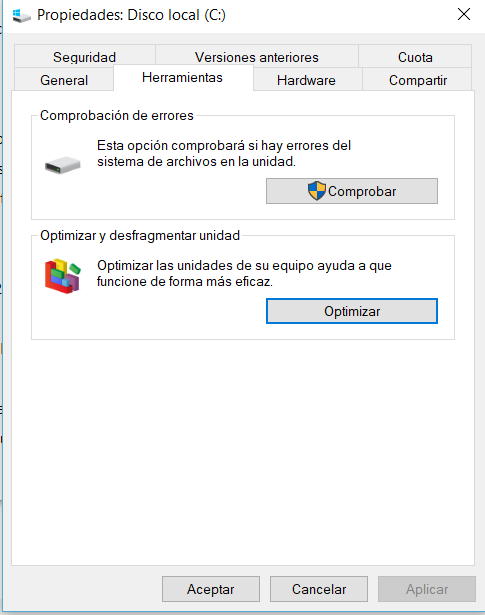 Propiedades: Disco local (C:)
Seguridad
Versiones anteriores
Cuota
General
Herramientas
Hardware
Compartir
Comprobación de errores
Esta opción comprobará si hay errores del
sistema de archivos en la unidad.
Comprobar
Optimizar y desfragmentar unidad
Optimizar las unidades de su equipo ayuda a que
funcione de forma más eficaz.
Optimizar
Aceptar
Cancelar
Aplicar